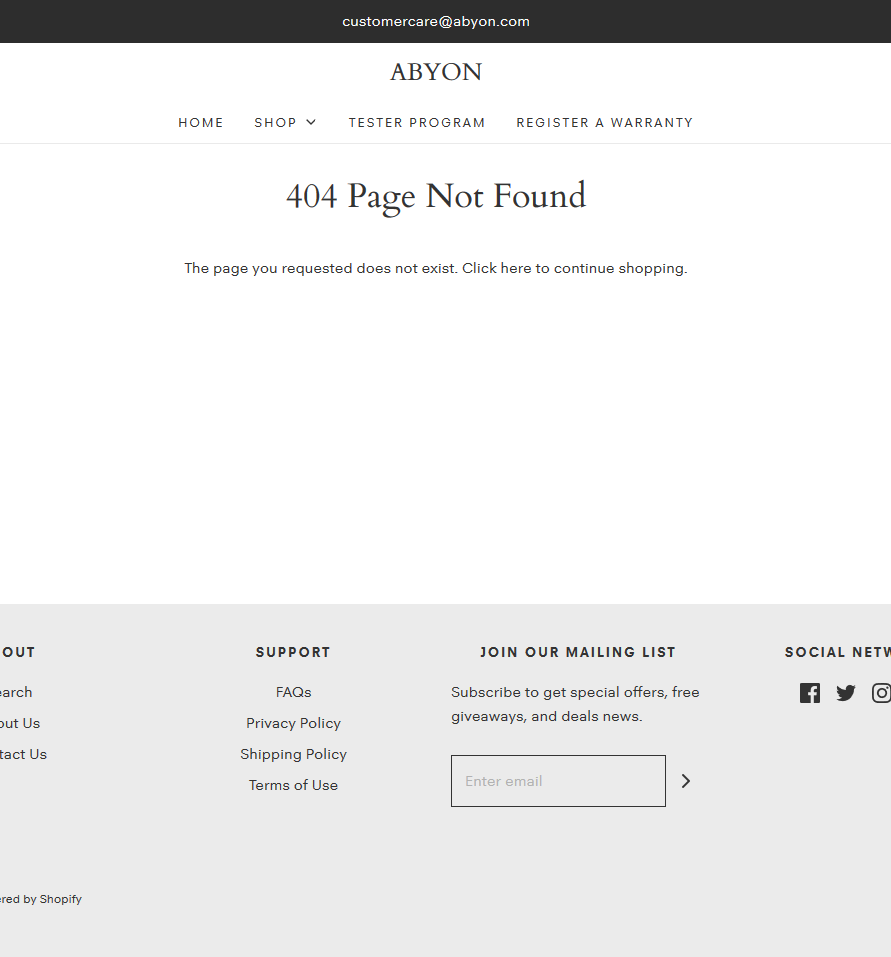 customercare@abyon.com
ABYON
HOME SHOP TESTER PROGRAM REGISTER A WARRANTY
404 Page Not Found
The page you requested does not exist. Click here to continue shopping.
OUT
earch
out Us
tact Us
SUPPORT
FAQs
Privacy Policy
Shipping Policy
Terms of Use
JOIN OUR MAILING LIST
Subscribe to get special offers, free
giveaways, and deals news.
Enter email
SOCIAL NETW
ered by Shopify